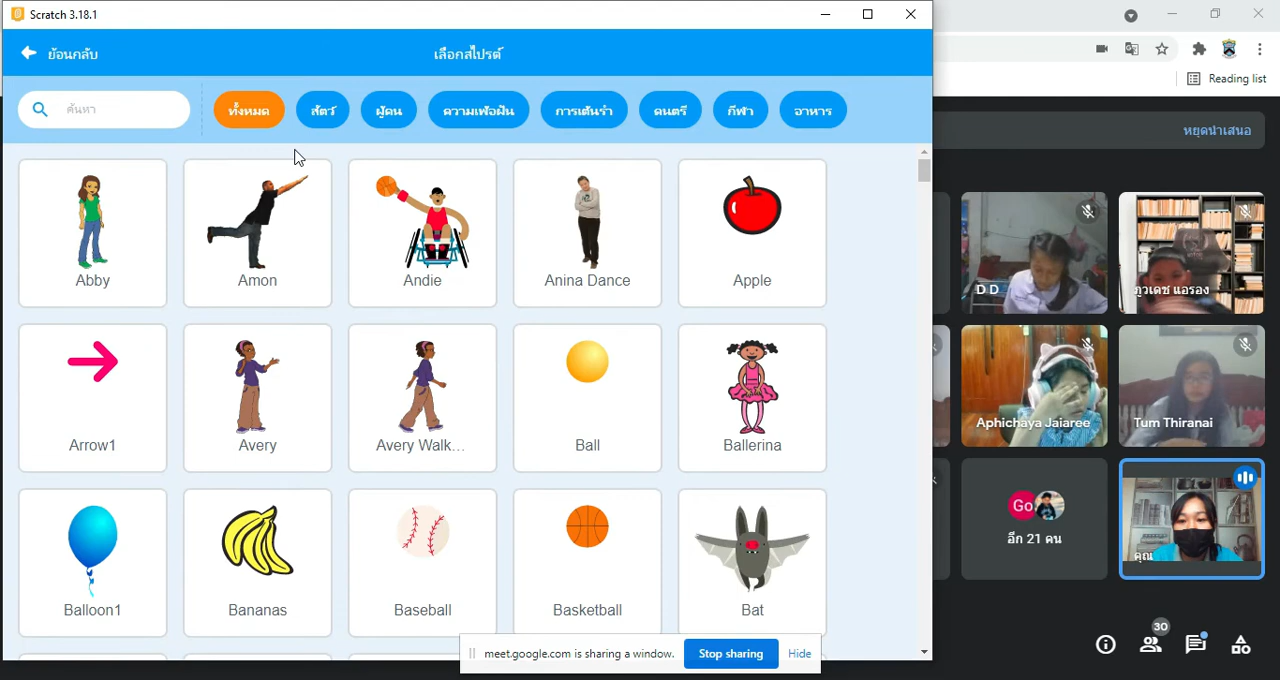 Scratch 3.18.1
ย้อนกลับ
เลือกสไปรต์
ค้นหา
ทั้งหมด
สัตว์
ผู้คน
ความเพ้อฝัน
การเต้นรำ
ดนตรี
กีฬา
อาหาร
Abby
Amon
Andie
Anina Dance
Apple
Arrow1
Avery
Avery Walk...
Ball
Ballerina
Balloon1
Bananas
Baseball
Basketball
Bat
meet.google.com is sharing a window.
Stop sharing
Hide
Reading list
หยุดนำเสนอ
D D
ภูวเดช แอรอง
Aphichaya Jaiaree
Tum Thiranai
Go
อีก 21 คน
คุณ
30